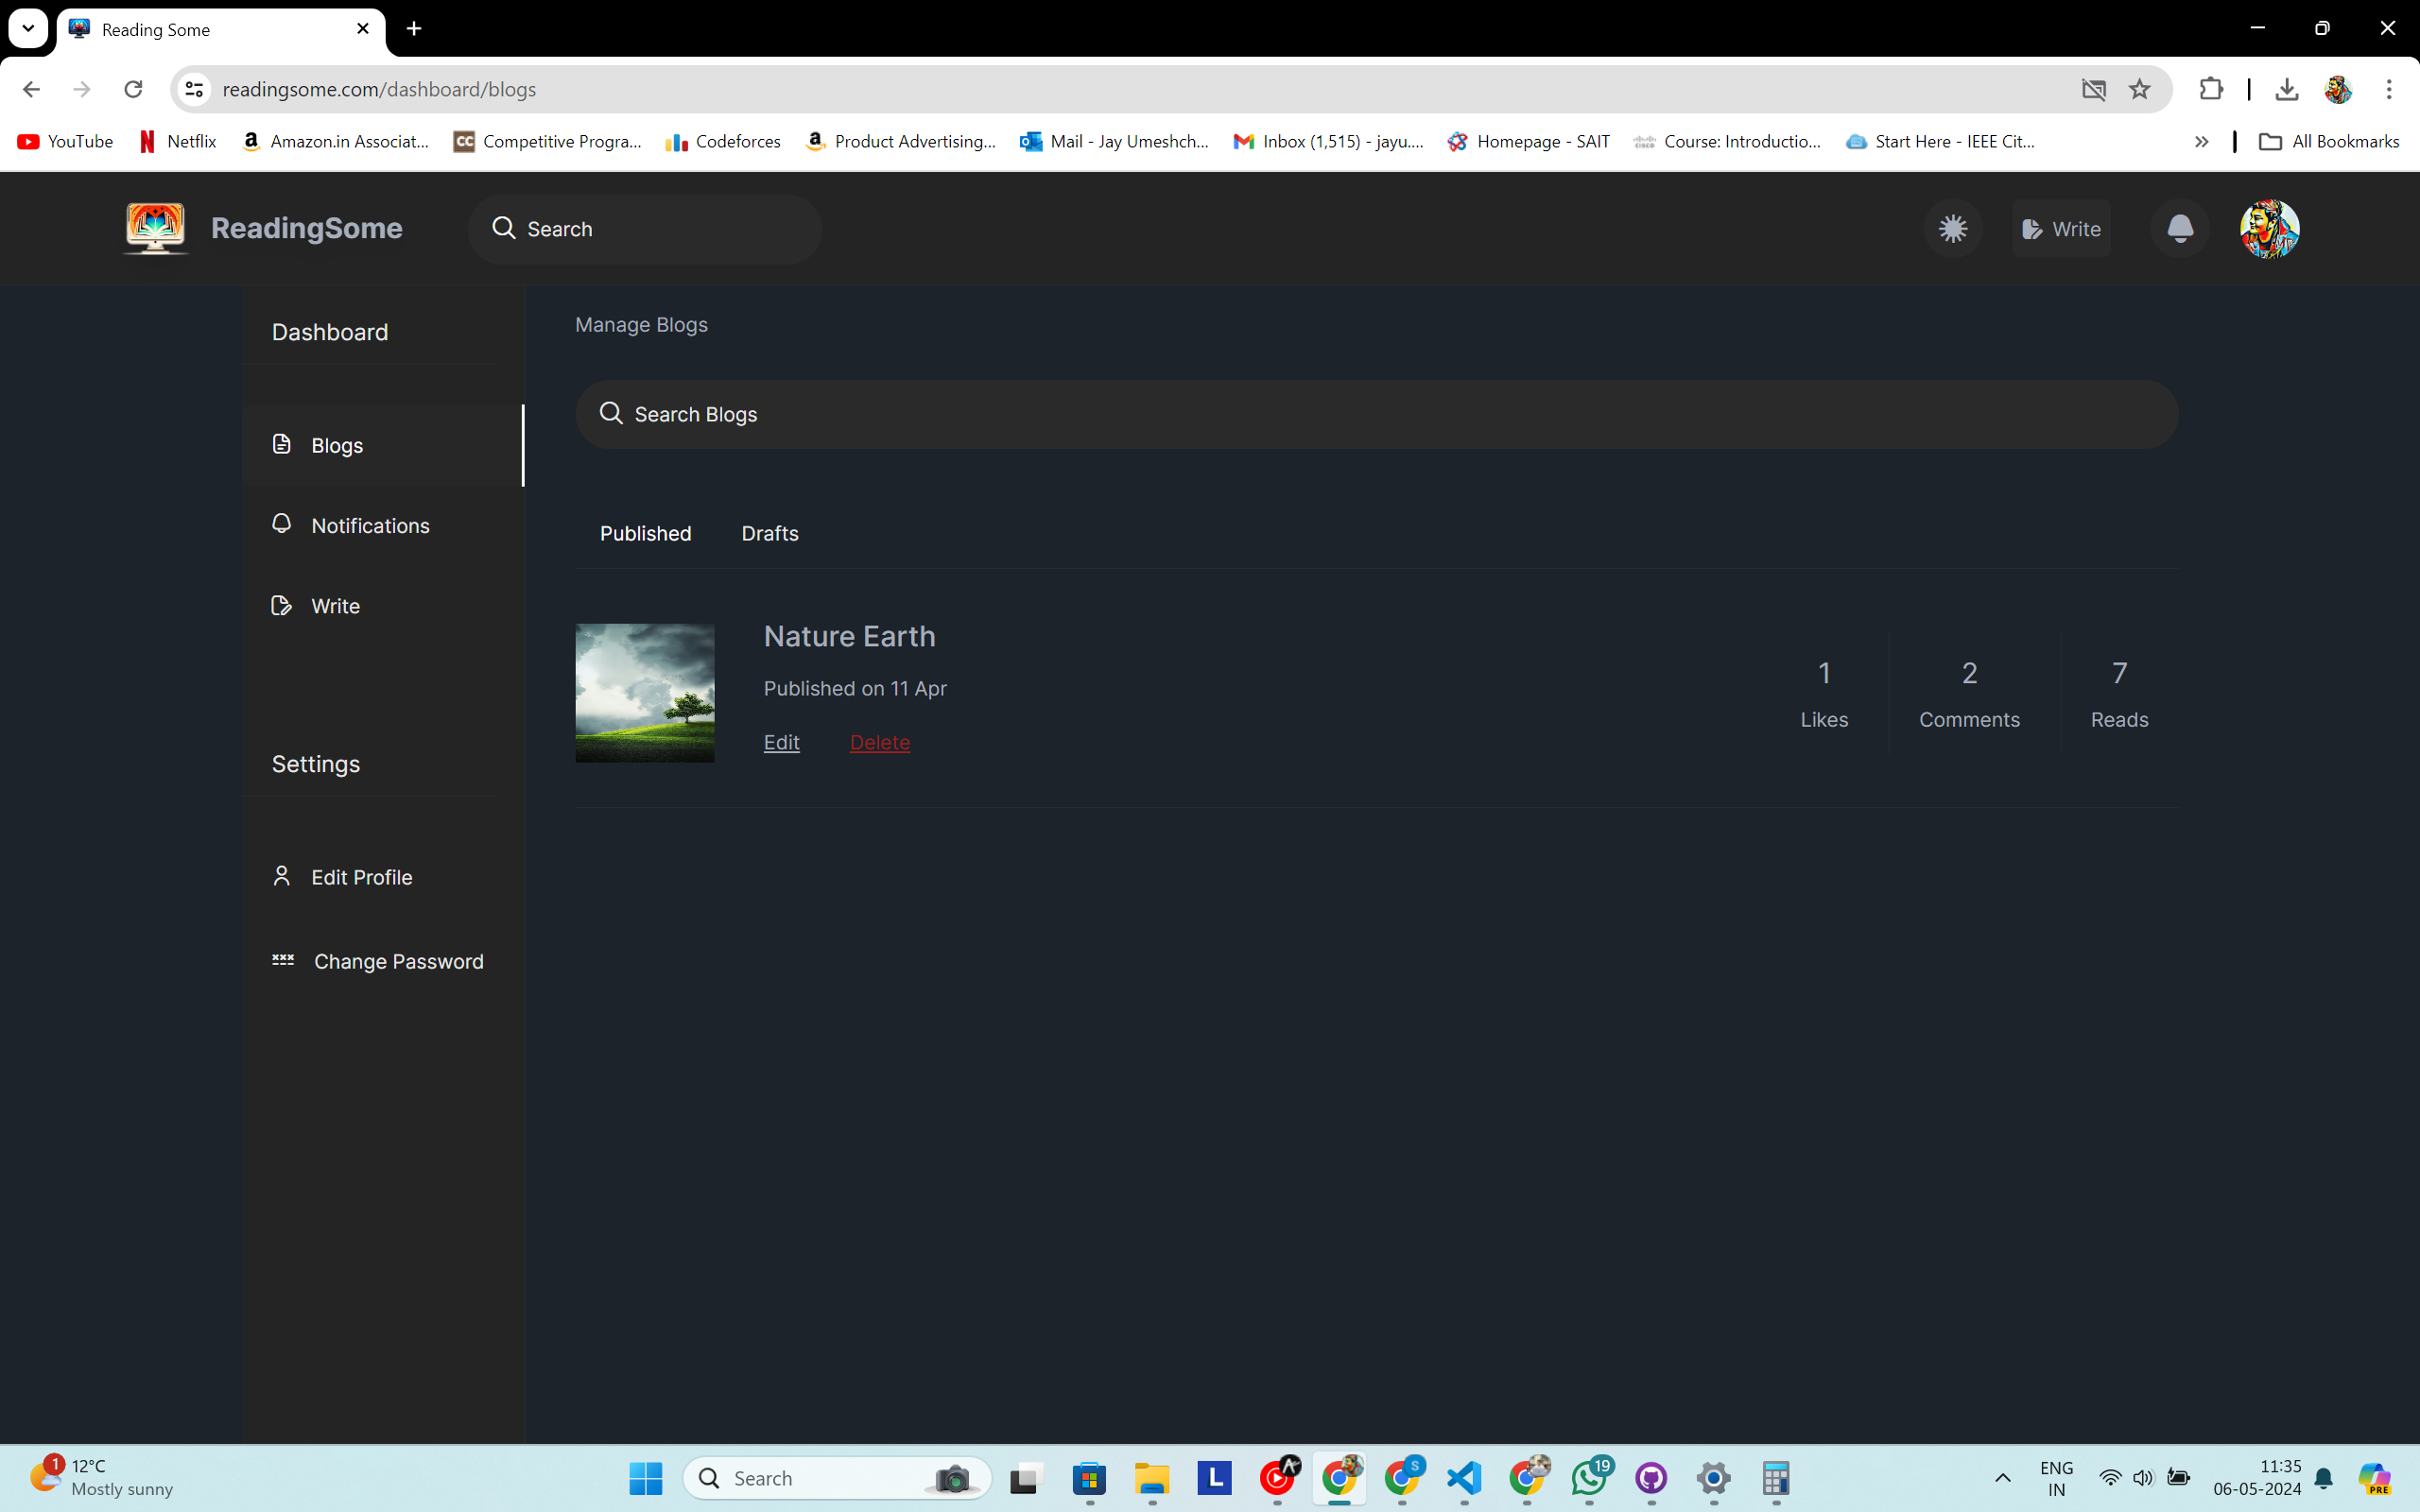 Reading Some
readingsome.com/dashboard/blogs
YouTube Netflix Amazon.in Associat... CC Competitive Progra... Codeforces Product Advertising... Mail - Jay Umeshch... Inbox (1,515) - jayu.... Homepage - SAIT Course: Introductio... Start Here - IEEE Cit... All Bookmarks
ReadingSome
Search
Write
Dashboard
Blogs
Notifications
Write
Settings
Edit Profile
Change Password
Manage Blogs
Search Blogs
Published Drafts
Nature Earth
Published on 11 Apr
Edit Delete
1 2 7
Likes Comments Reads
1
12°C
Mostly sunny
Search
L
S
19
ENG
IN
11:35
06-05-2024
PRE